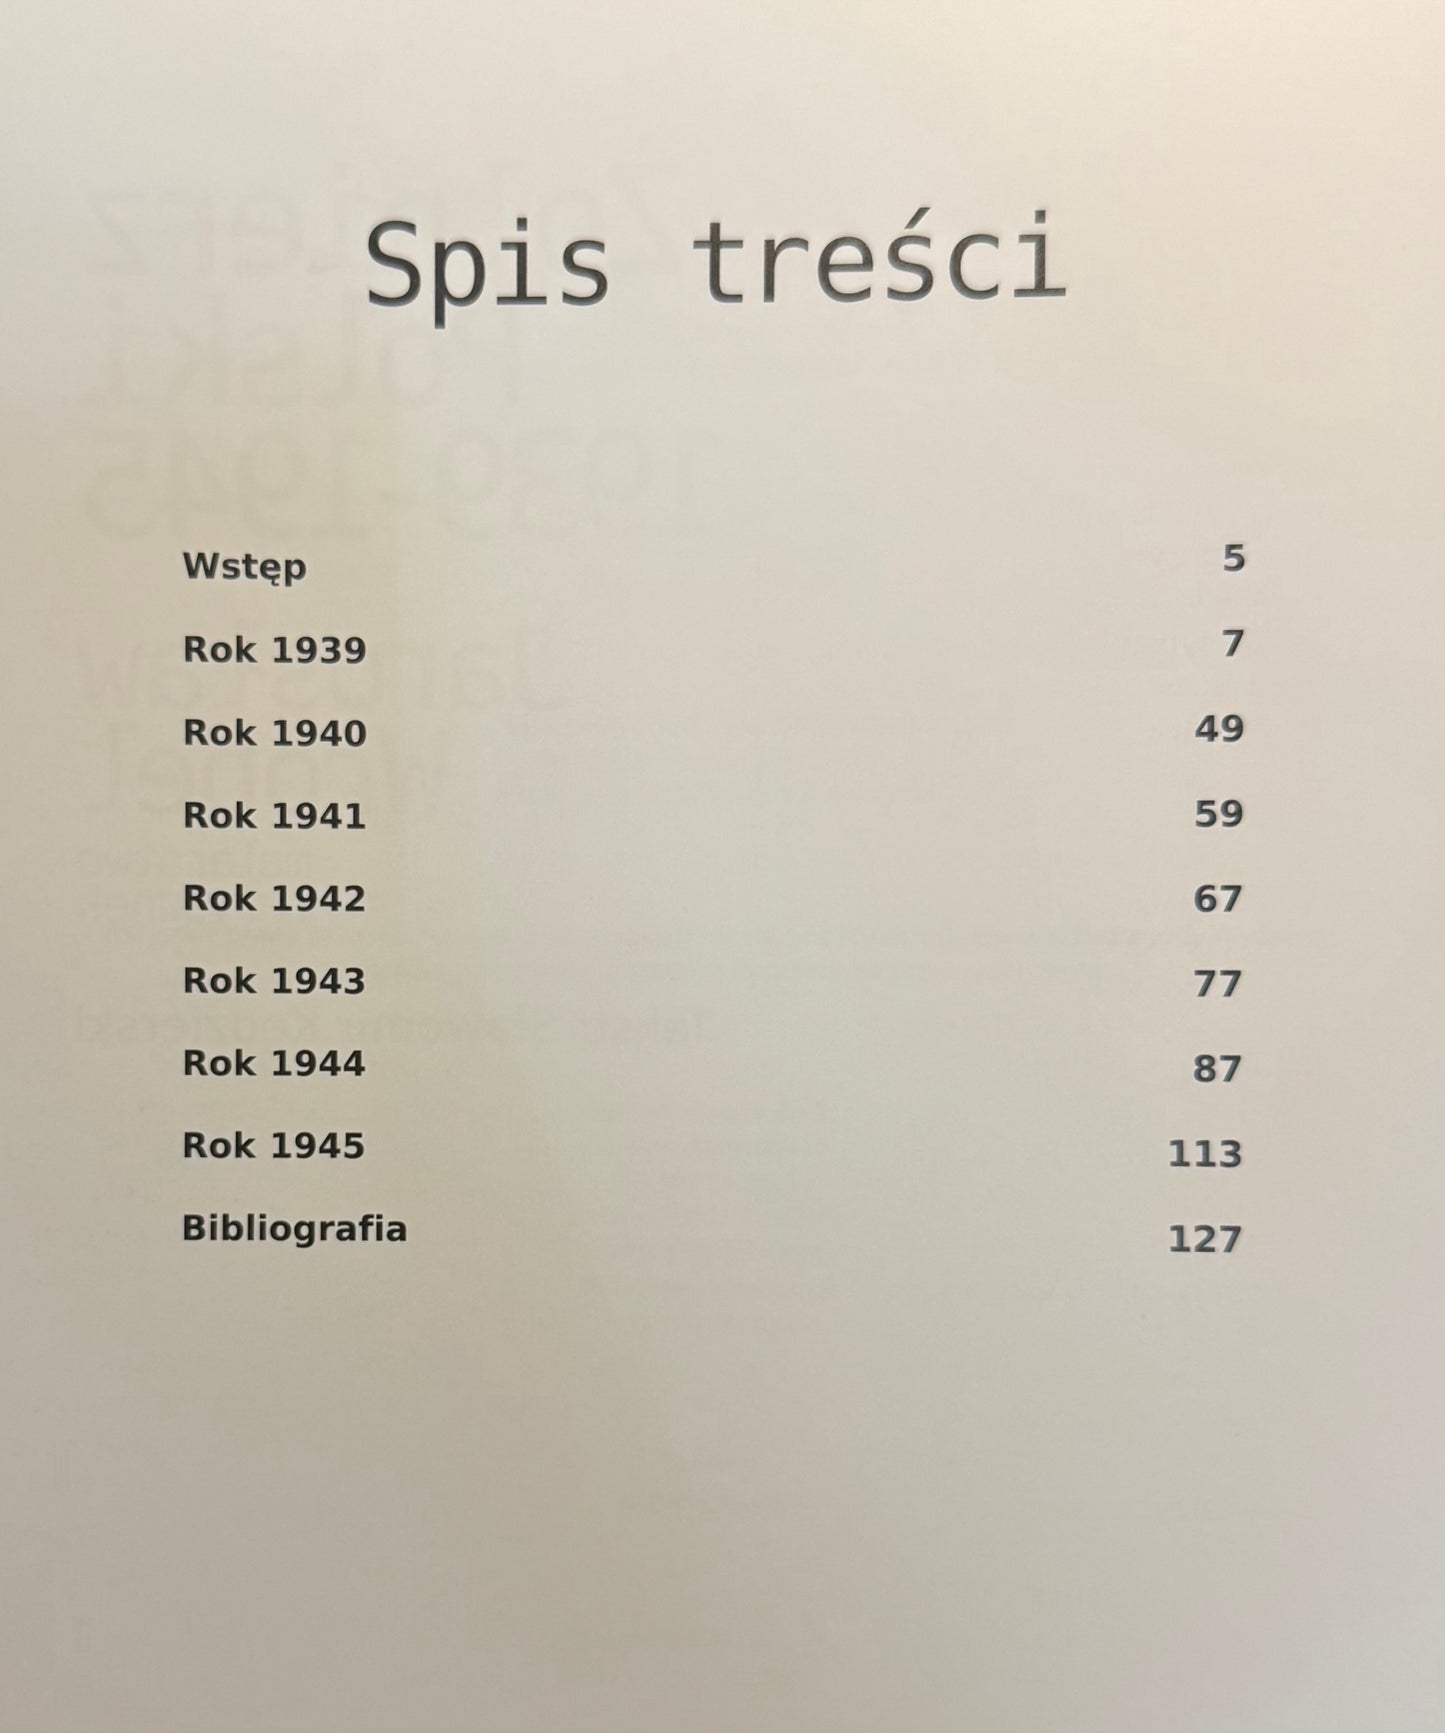 Spis treści
Wstęp 5
Rok 1939 7
Rok 1940 49
Rok 1941 59
Rok 1942 67
Rok 1943 77
Rok 1944 87
Rok 1945 113
Bibliografia 127